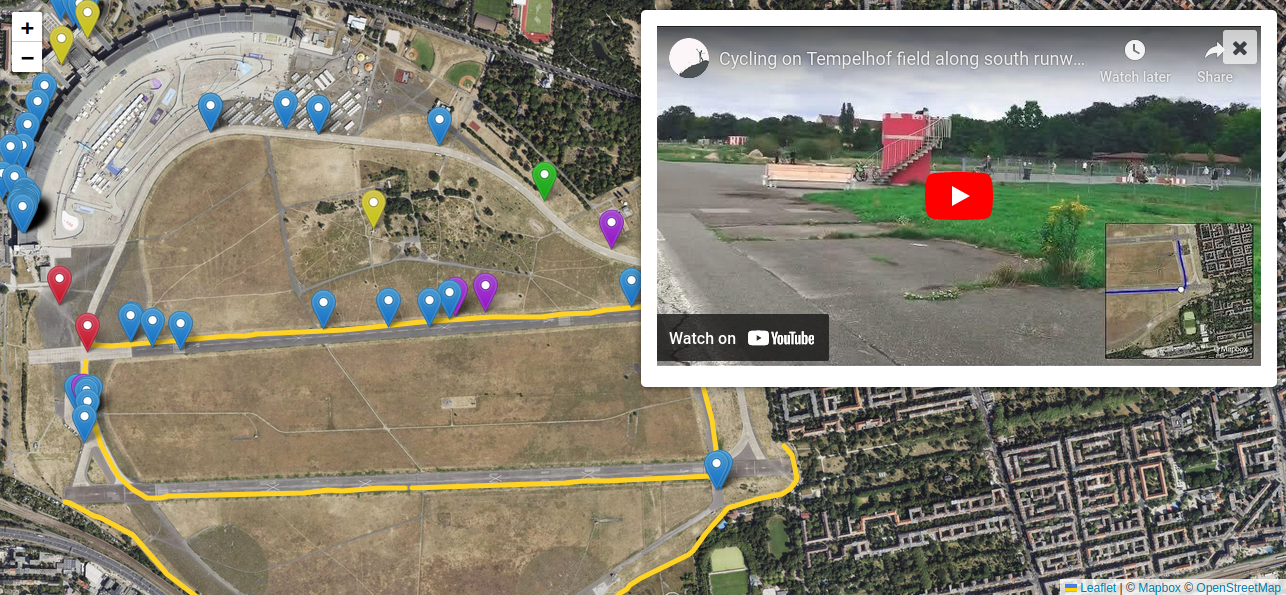 +
−
Cycling on Tempelhof field along south runw...
Watch later
Share
Watch on YouTube
© Mapbox
Leaflet | © Mapbox © OpenStreetMap